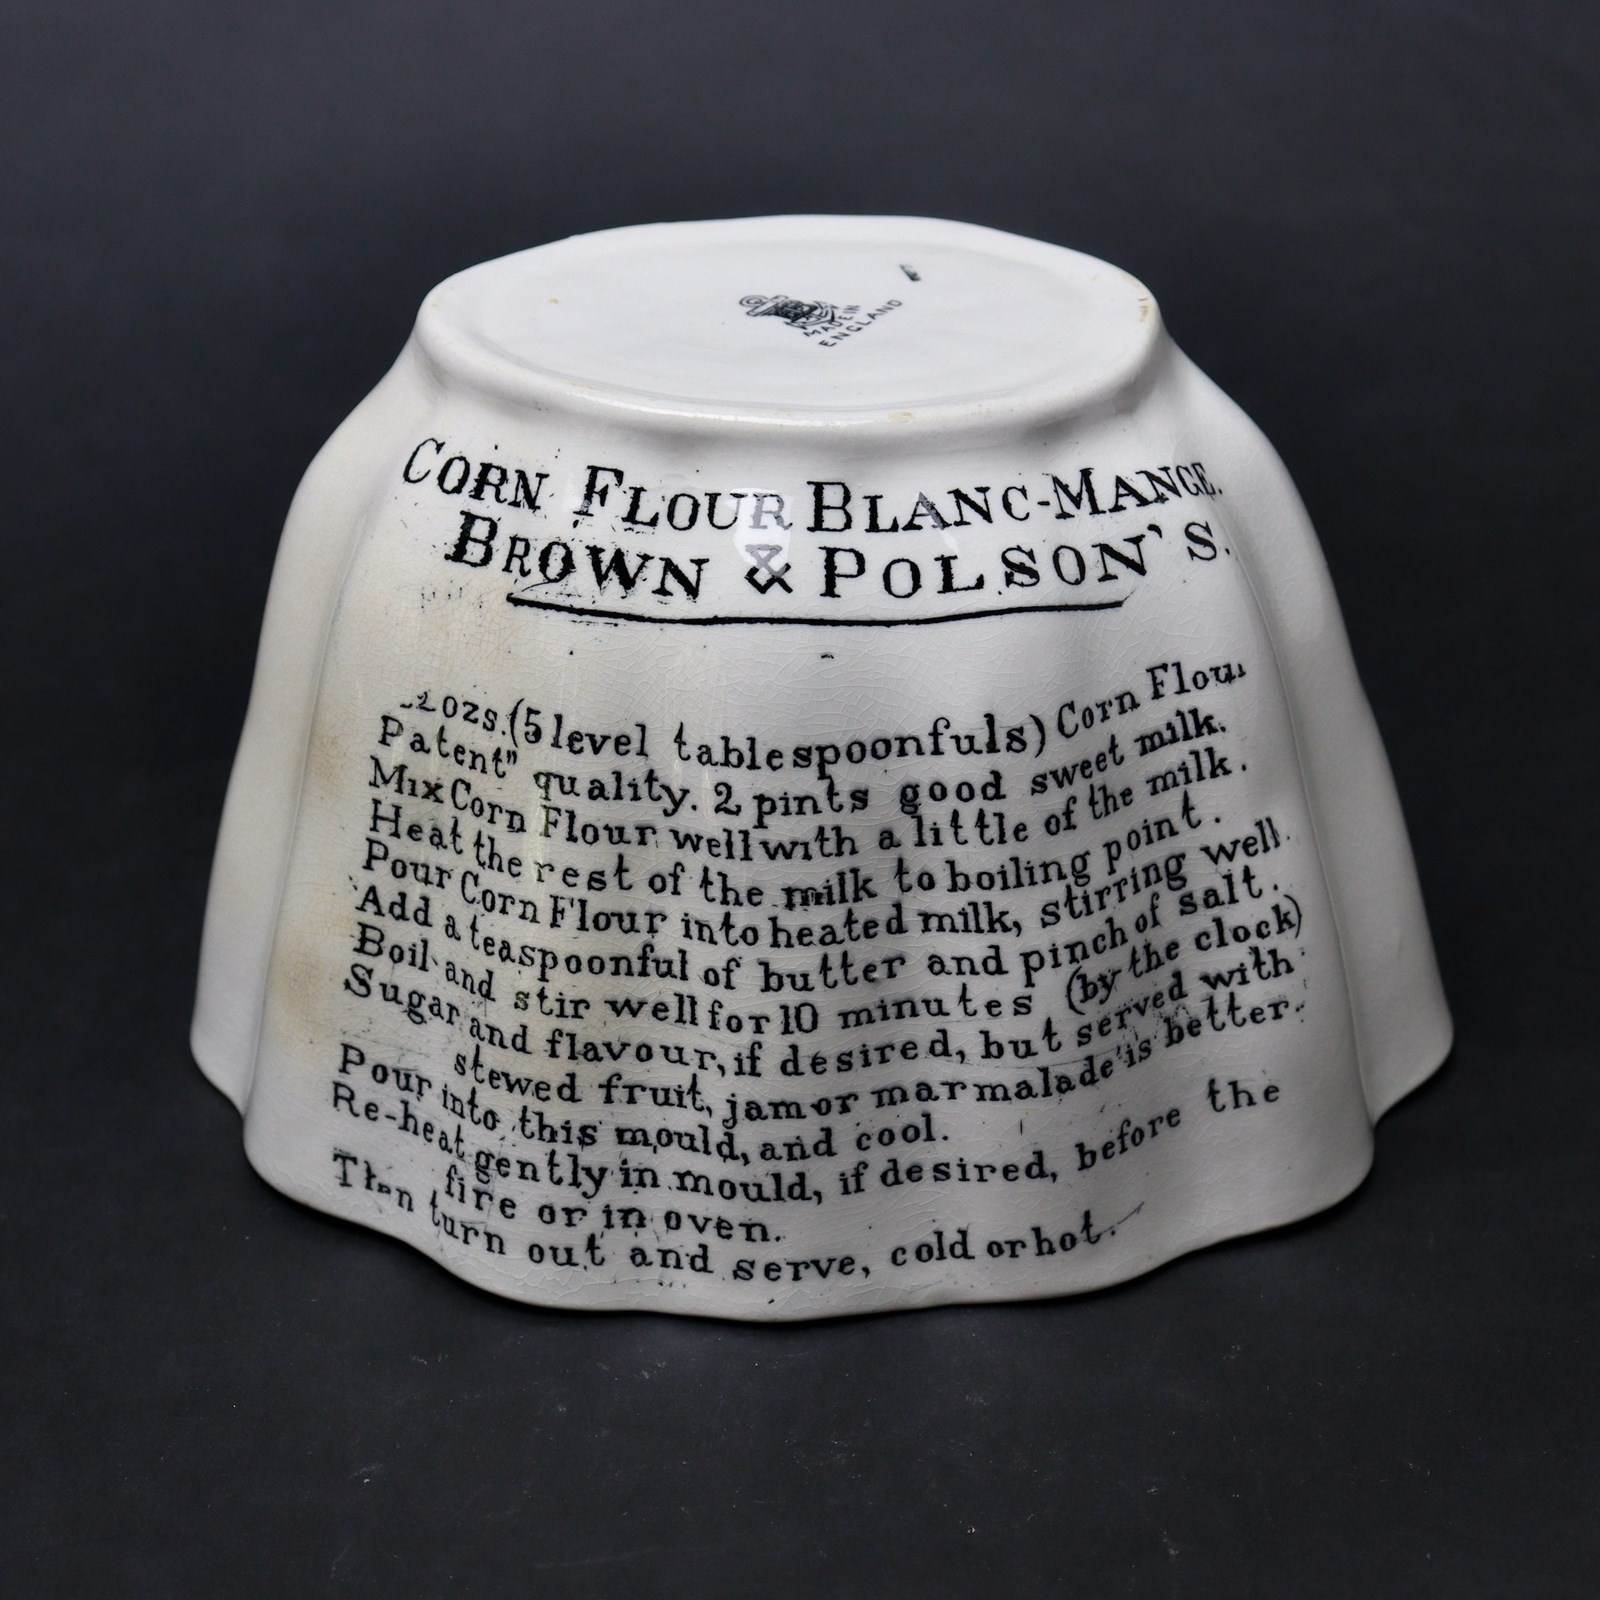 MADE IN
ENGLAND
CORN FLOUR BLANC-MANGE.
BROWN & POLSON'S.
2 ozs. (5 level tablespoonfuls) Corn Flour
Patent" quality. 2 pints good sweet milk.
Mix Corn Flour well with a little of the milk.
Heat the rest of the milk to boiling point.
Pour Corn Flour into heated milk, stirring well.
Add a teaspoonful of butter and pinch of salt.
Boil and stir well for 10 minutes (by the clock)
Sugar and flavour, if desired, but served with
stewed fruit, jam or marmalade is better.
Pour into this mould, and cool.
Re-heat gently in mould, if desired, before the
fire or in oven.
Then turn out and serve, cold or hot.